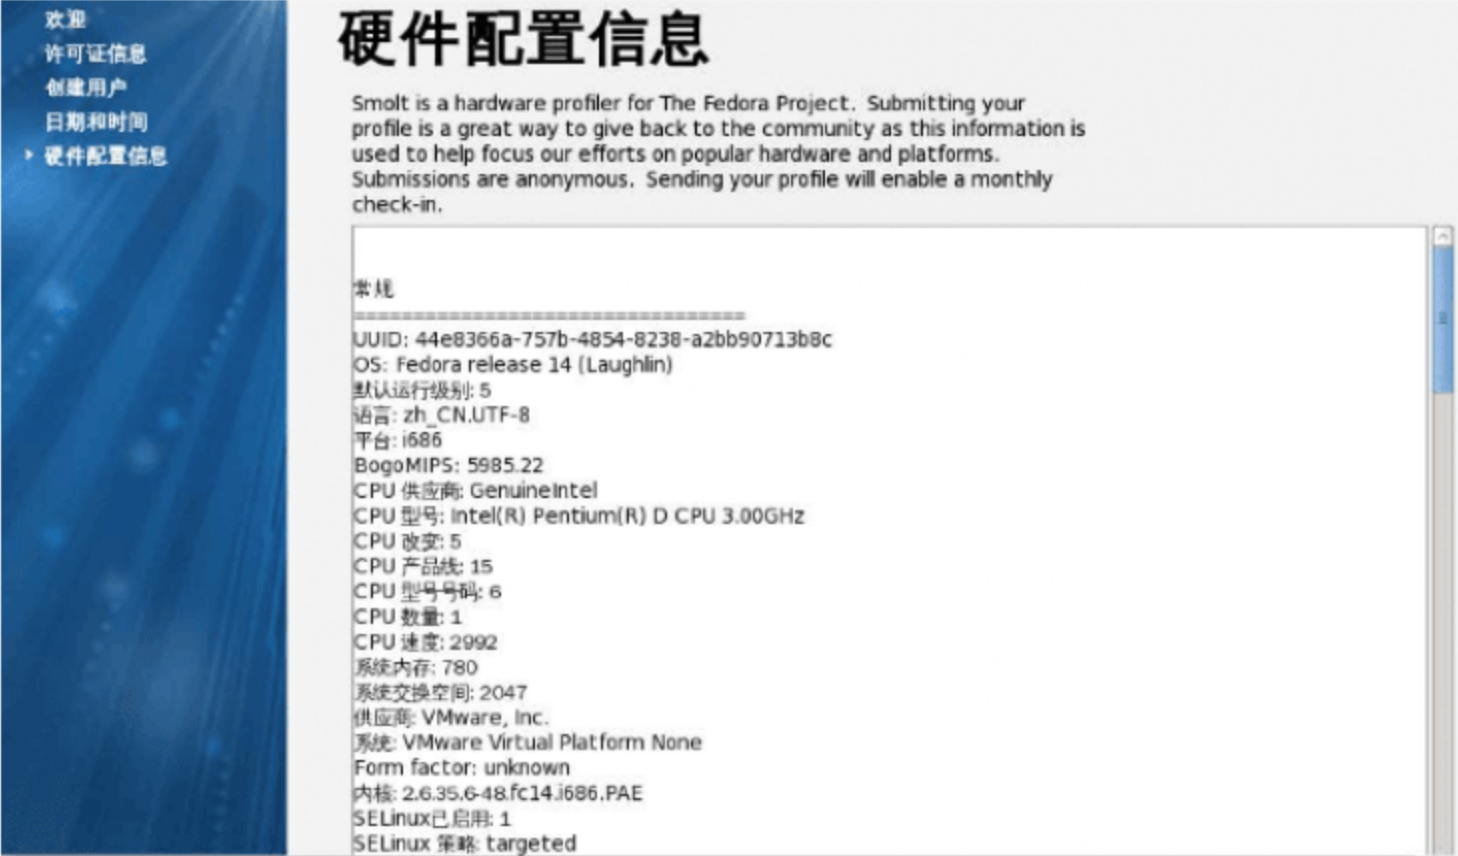 欢迎
许可证信息
创建用户
日期和时间
硬件配置信息
硬件配置信息
Smolt is a hardware profiler for The Fedora Project. Submitting your
profile is a great way to give back to the community as this information is
used to help focus our efforts on popular hardware and platforms.
Submissions are anonymous. Sending your profile will enable a monthly
check-in.
常规
=================================
UUID: 44e8366a-757b-4854-8238-a2bb90713b8c
OS: Fedora release 14 (Laughlin)
默认运行级别: 5
语言: zh_CN.UTF-8
平台: i686
BogoMIPS: 5985.22
CPU 供应商: GenuineIntel
CPU 型号: Intel(R) Pentium(R) D CPU 3.00GHz
CPU 改变: 5
CPU 产品线: 15
CPU 型号号码: 6
CPU 数量: 1
CPU 速度: 2992
系统内存: 780
系统交换空间: 2047
供应商: VMware, Inc.
系统: VMware Virtual Platform None
Form factor: unknown
内核: 2.6.35.6-48.fc14.i686.PAE
SELinux已启用: 1
SELinux 策略: targeted